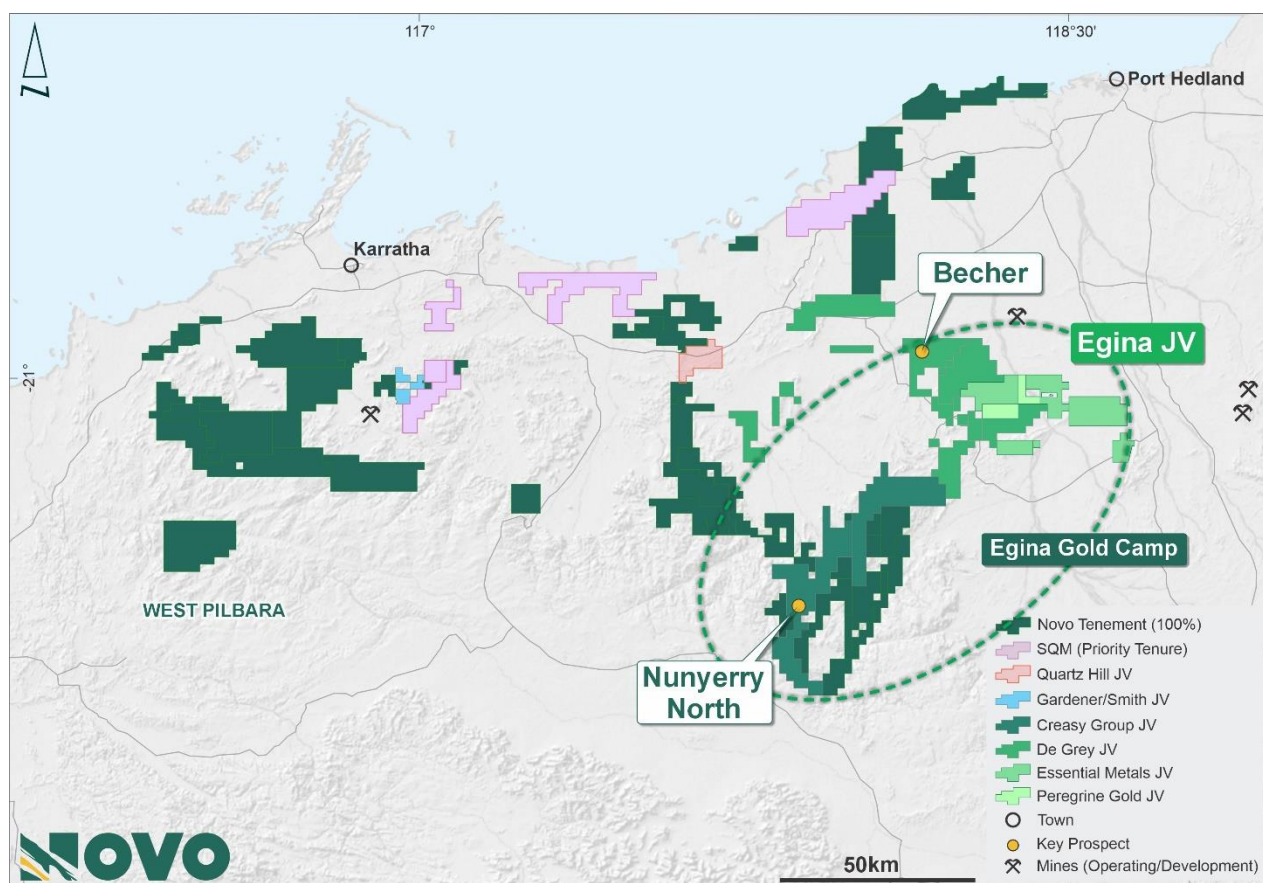 117°
118°30'
Z
Port Hedland
Karratha
Becher
Egina JV
-21°
Egina Gold Camp
WEST PILBARA
Nunyerry
North
Novo Tenement (100%)
SQM (Priority Tenure)
Quartz Hill JV
Gardener/Smith JV
Creasy Group JV
De Grey JV
Essential Metals JV
Peregrine Gold JV
Town
Key Prospect
Mines (Operating/Development)
NOVO
50km